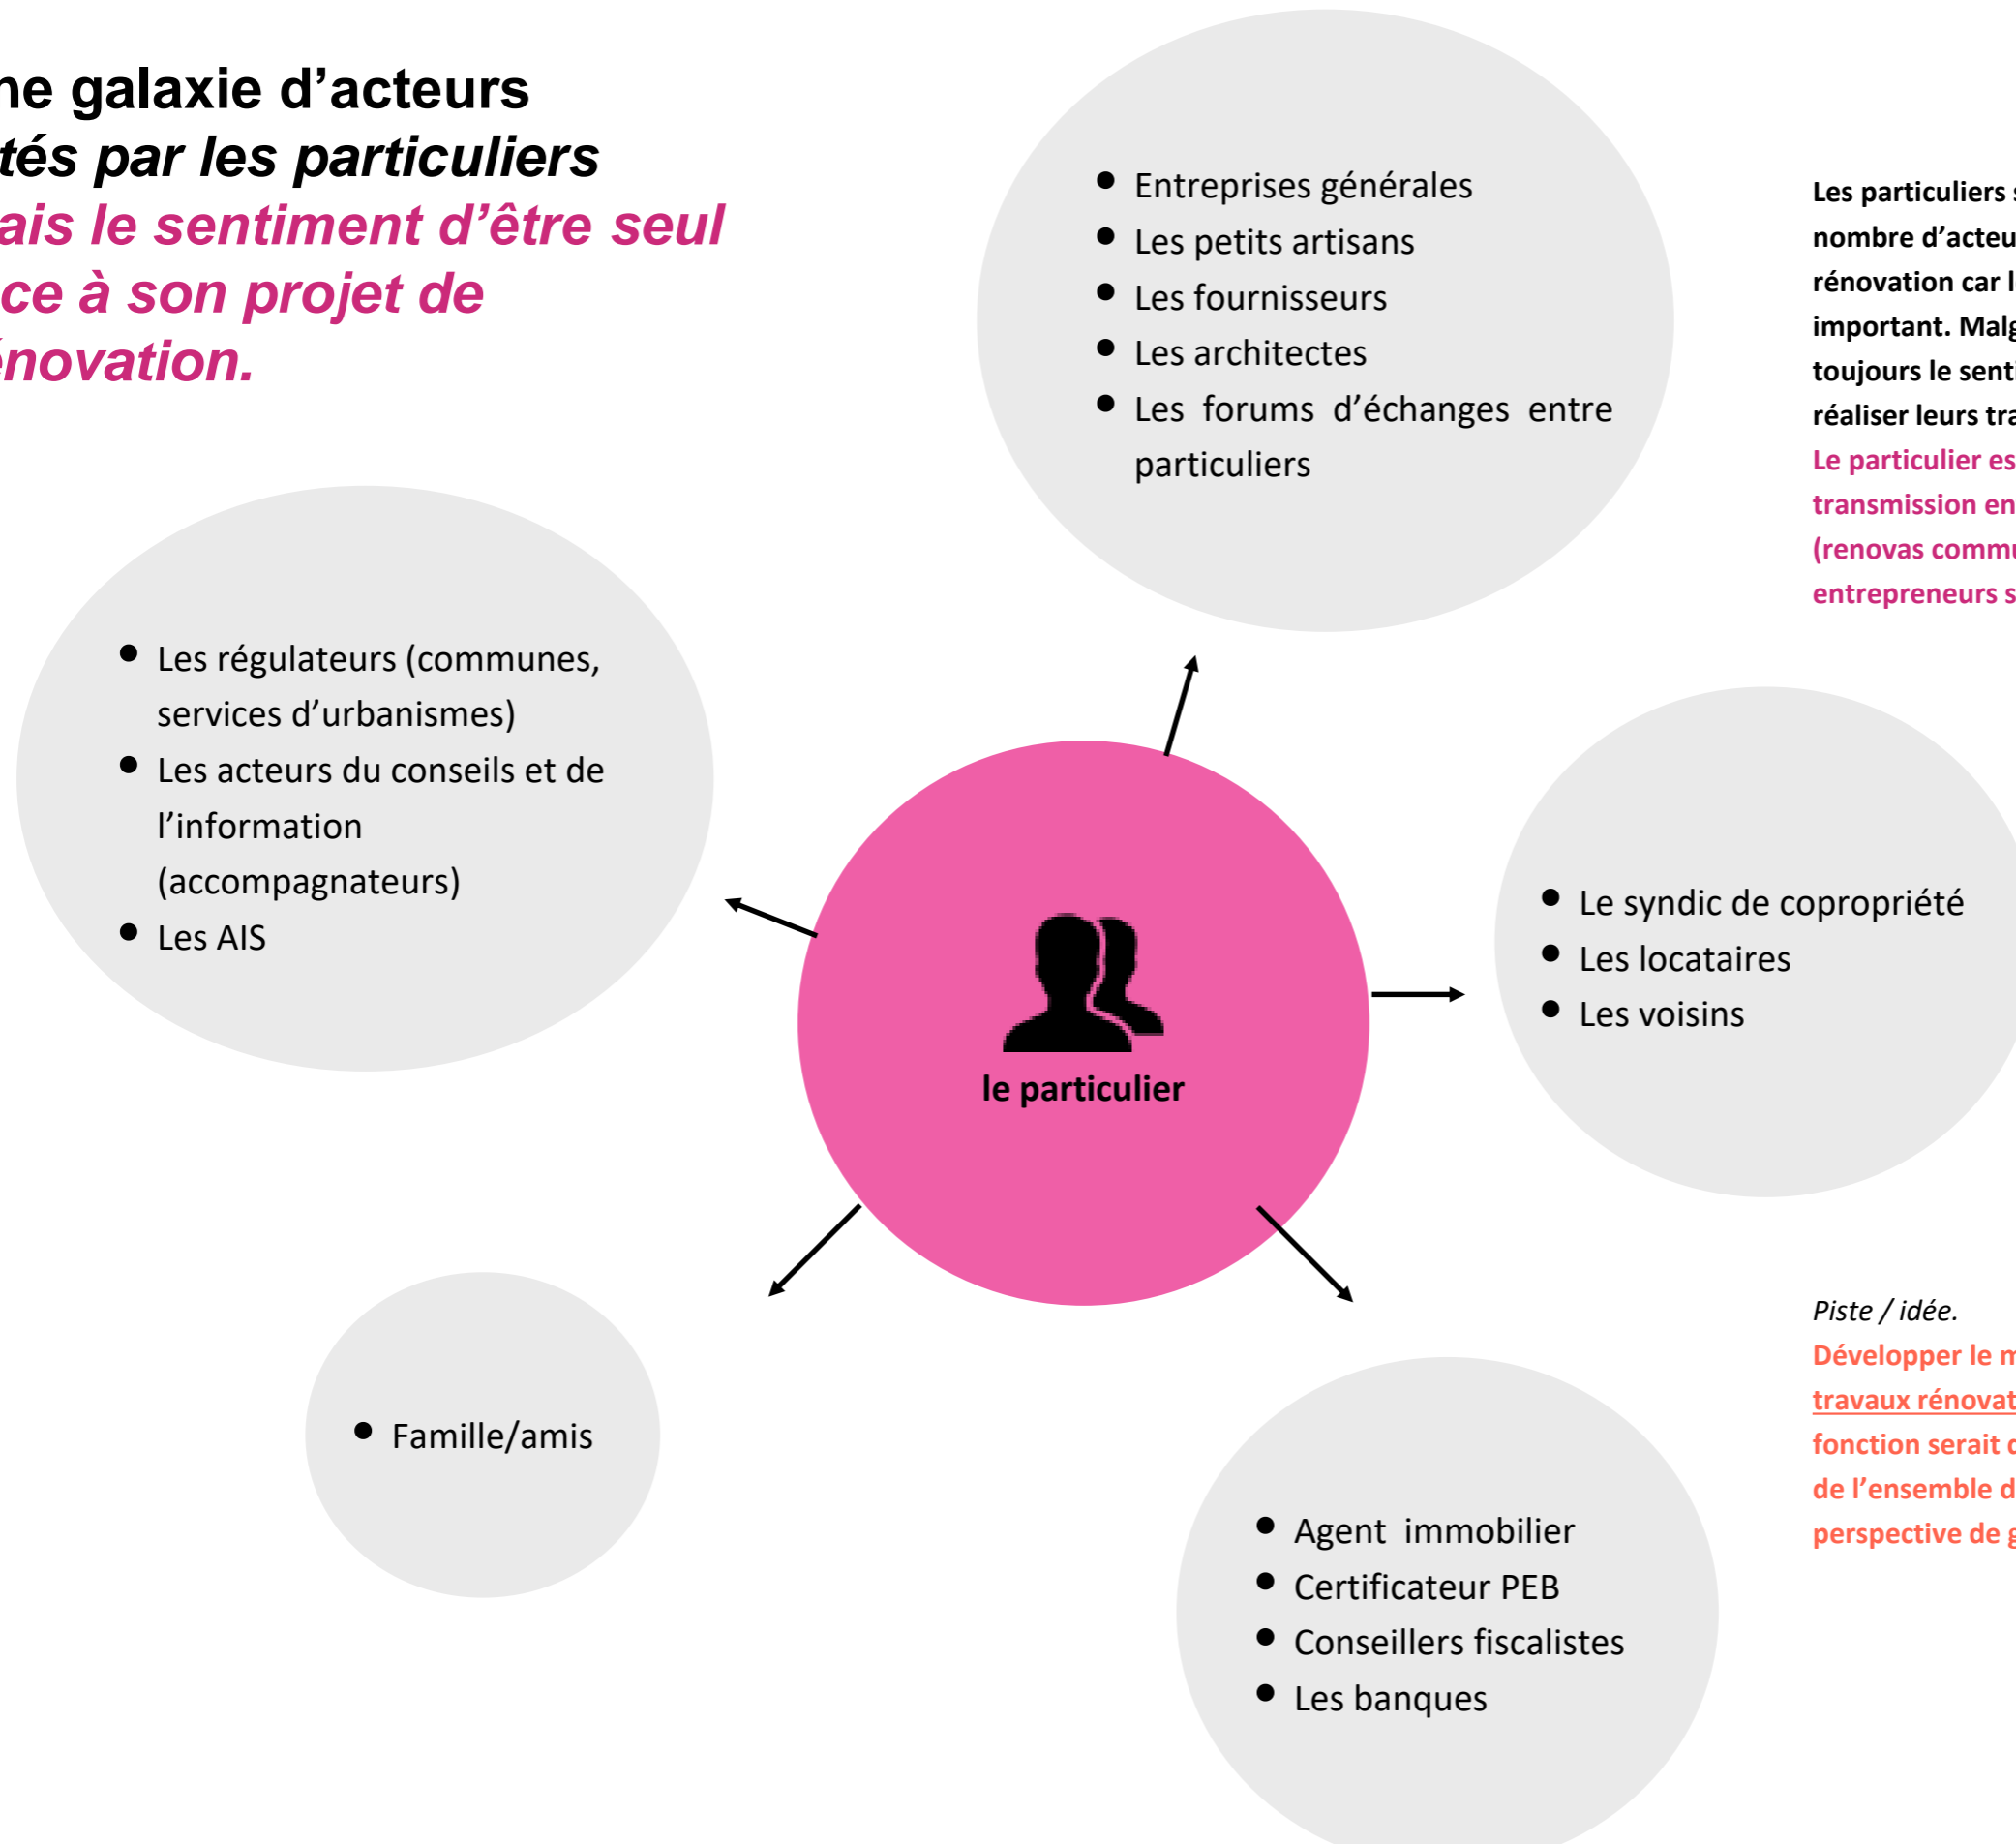 ne galaxie d’acteurs
tés par les particuliers
ais le sentiment d’être seul
ce à son projet de
énovation.
• Entreprises générales
• Les petits artisans
• Les fournisseurs
• Les architectes
• Les forums d’échanges entre
particuliers
Les particuliers s
nombre d’acteu
rénovation car l
important. Malg
toujours le sent
réaliser leurs tra
Le particulier es
transmission en
(renovas commu
entrepreneurs s
• Les régulateurs (communes,
services d’urbanismes)
• Les acteurs du conseils et de
l’information
(accompagnateurs)
• Les AIS
le particulier
• Le syndic de copropriété
• Les locataires
• Les voisins
• Famille/amis
• Agent immobilier
• Certificateur PEB
• Conseillers fiscalistes
• Les banques
Piste / idée.
Développer le m
travaux rénovat
fonction serait d
de l’ensemble d
perspective de g